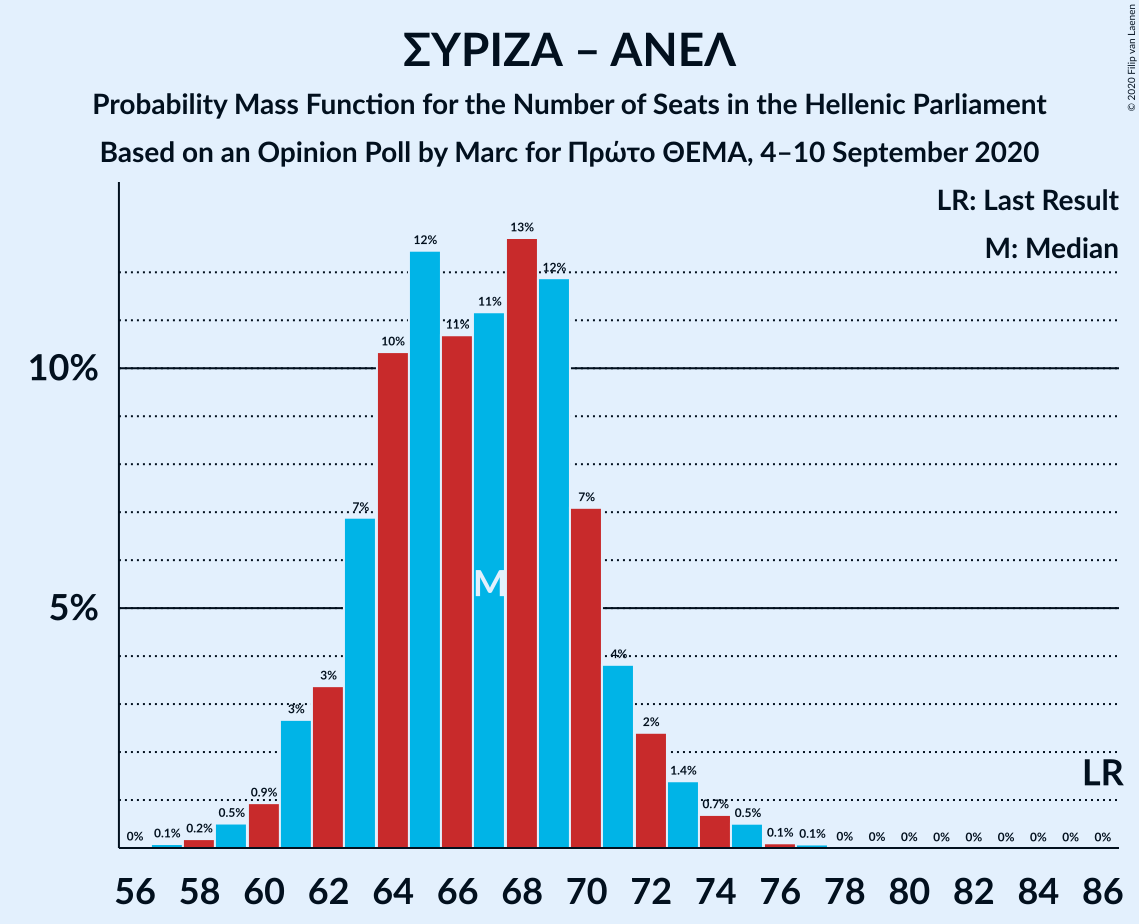 ΣΥΡΙΖΑ – ΑΝΕΛ
Probability Mass Function for the Number of Seats in the Hellenic Parliament
Based on an Opinion Poll by Marc for Πρώτο ΘΕΜΑ, 4–10 September 2020
© 2020 Filip van Laenen
LR: Last Result
M: Median
10%
5%
0% 0.1% 0.2% 0.5% 0.9% 3% 3% 7% 10% 12% 11% 11% 13% 12% 7% 4% 2% 1.4% 0.7% 0.5% 0.1% 0.1% 0% 0% 0% 0% 0% 0% 0% 0% 0%
M
LR
56 58 60 62 64 66 68 70 72 74 76 78 80 82 84 86